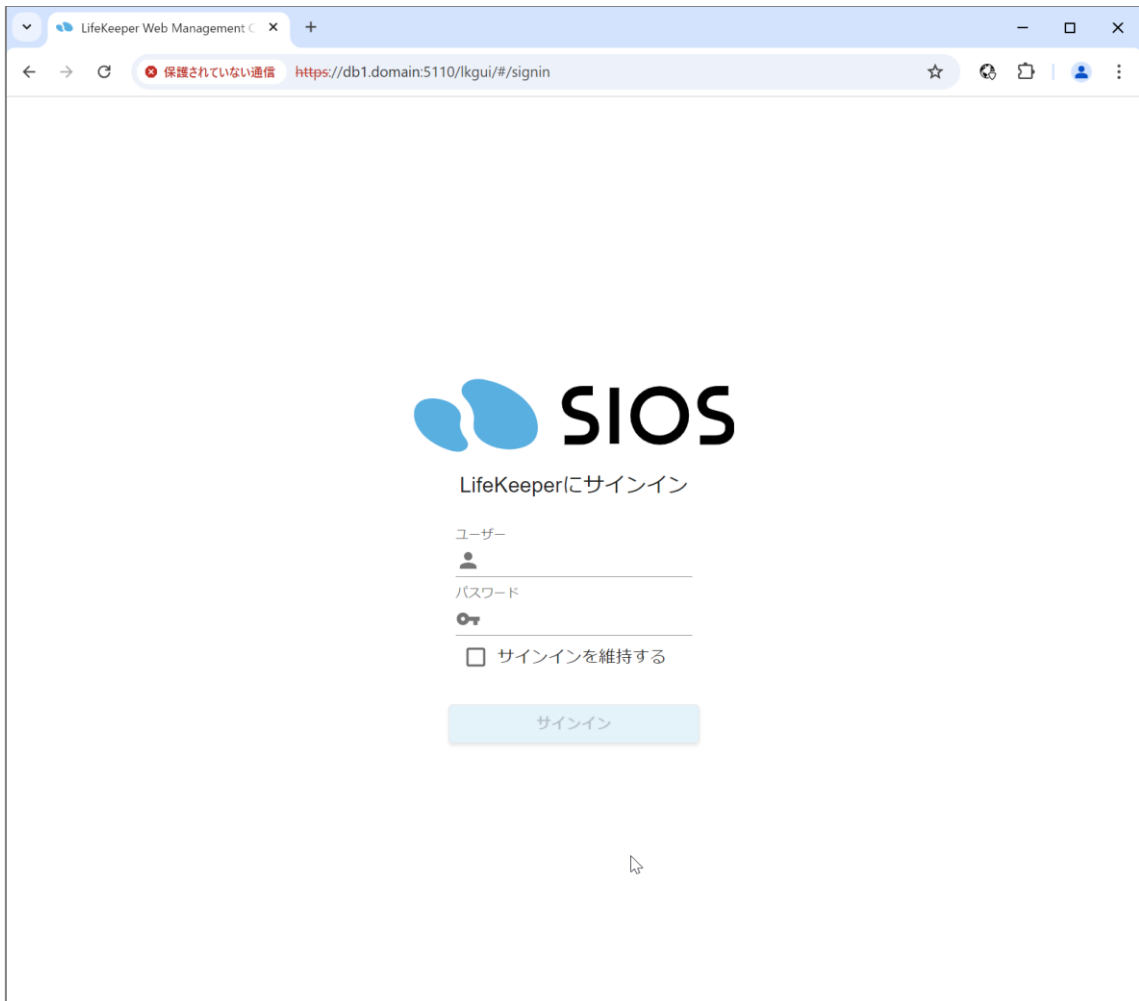 LifeKeeper Web Management C
保護されていない通信 https://db1.domain:5110/lkgui/#/signin
SIOS
LifeKeeperにサインイン
ユーザー
パスワード
サインインを維持する
サインイン